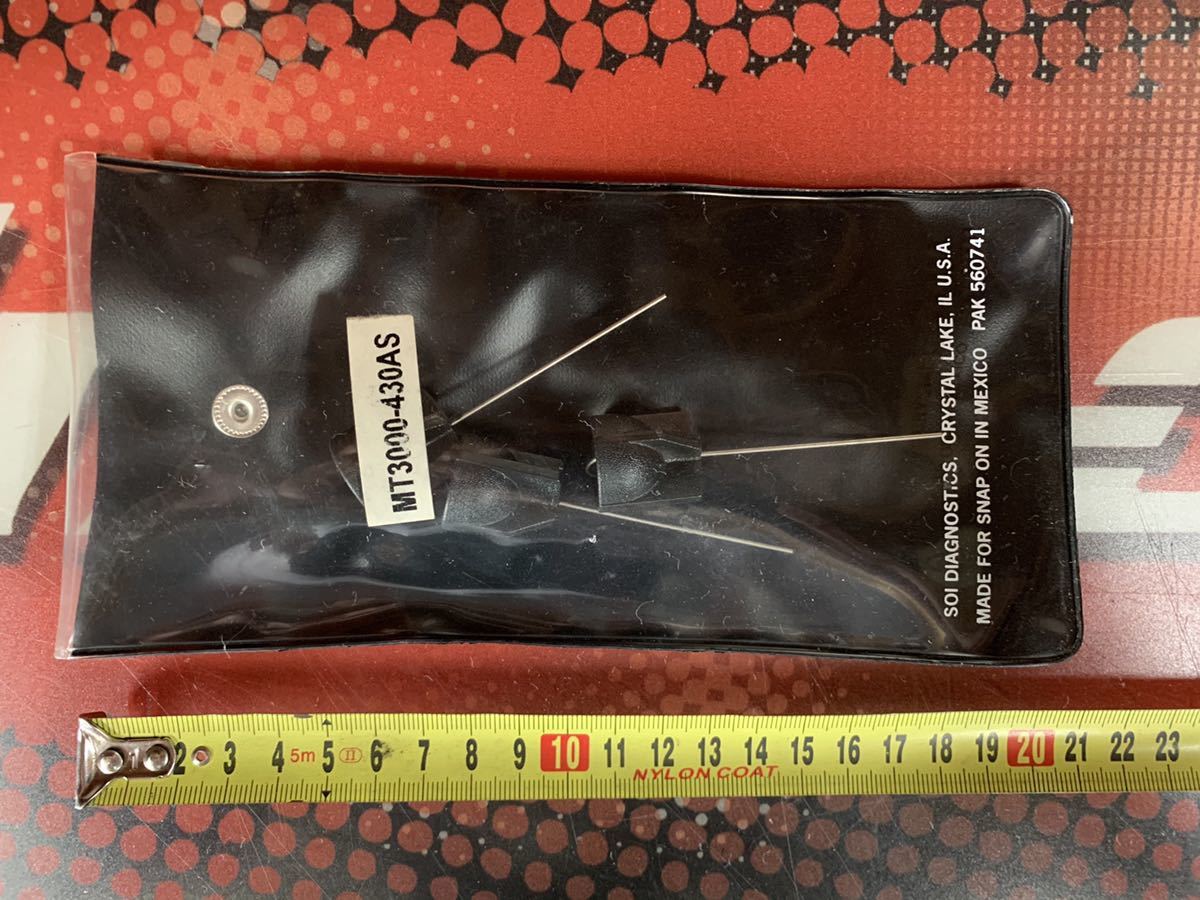 MT3000-430AS
SOI DIAGNOSTICS, CRYSTAL LAKE, IL U.S.A.
MADE FOR SNAP ON IN MEXICO PAK 560741
1 2 3 4 5m 5 II 6 7 8 9 10 11 12 13 14 15 16 17 18 19 20 21 22 23
NYLON COAT